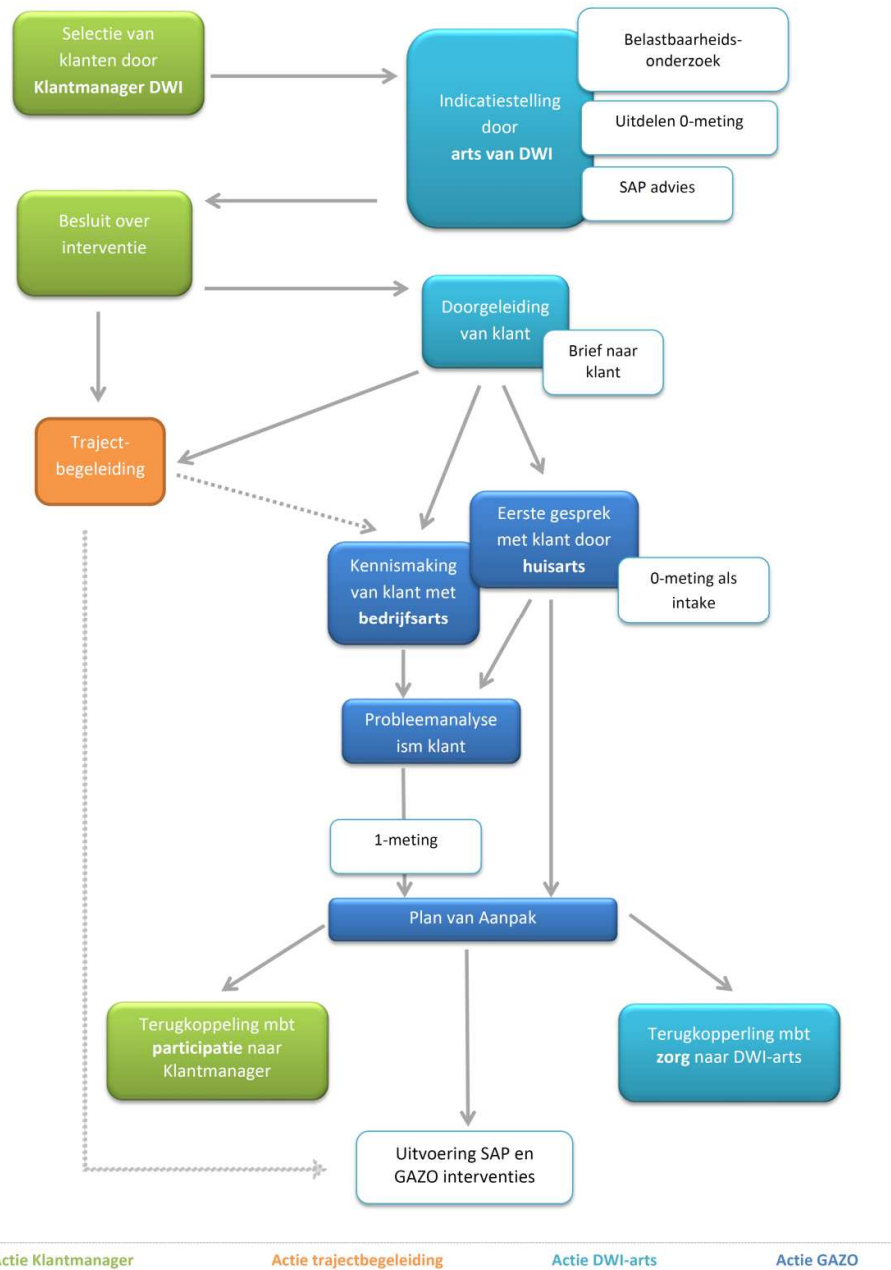 Selectie van
klanten door
Klantmanager DWI
Indicatiestelling
door
arts van DWI
Belastbaarheids-
onderzoek
Uitdelen 0-meting
SAP advies
Besluit over
interventie
Doorgeleiding
van klant
Brief naar
klant
Traject-
begeleiding
Eerste gesprek
met klant door
huisarts
Kennismaking
van klant met
bedrijfsarts
0-meting als
intake
Probleemanalyse
ism klant
1-meting
Plan van Aanpak
Terugkoppeling mbt
participatie naar
Klantmanager
Terugkopperling mbt
zorg naar DWI-arts
Uitvoering SAP en
GAZO interventies
ctie Klantmanager
Actie trajectbegeleiding
Actie DWI-arts
Actie GAZO